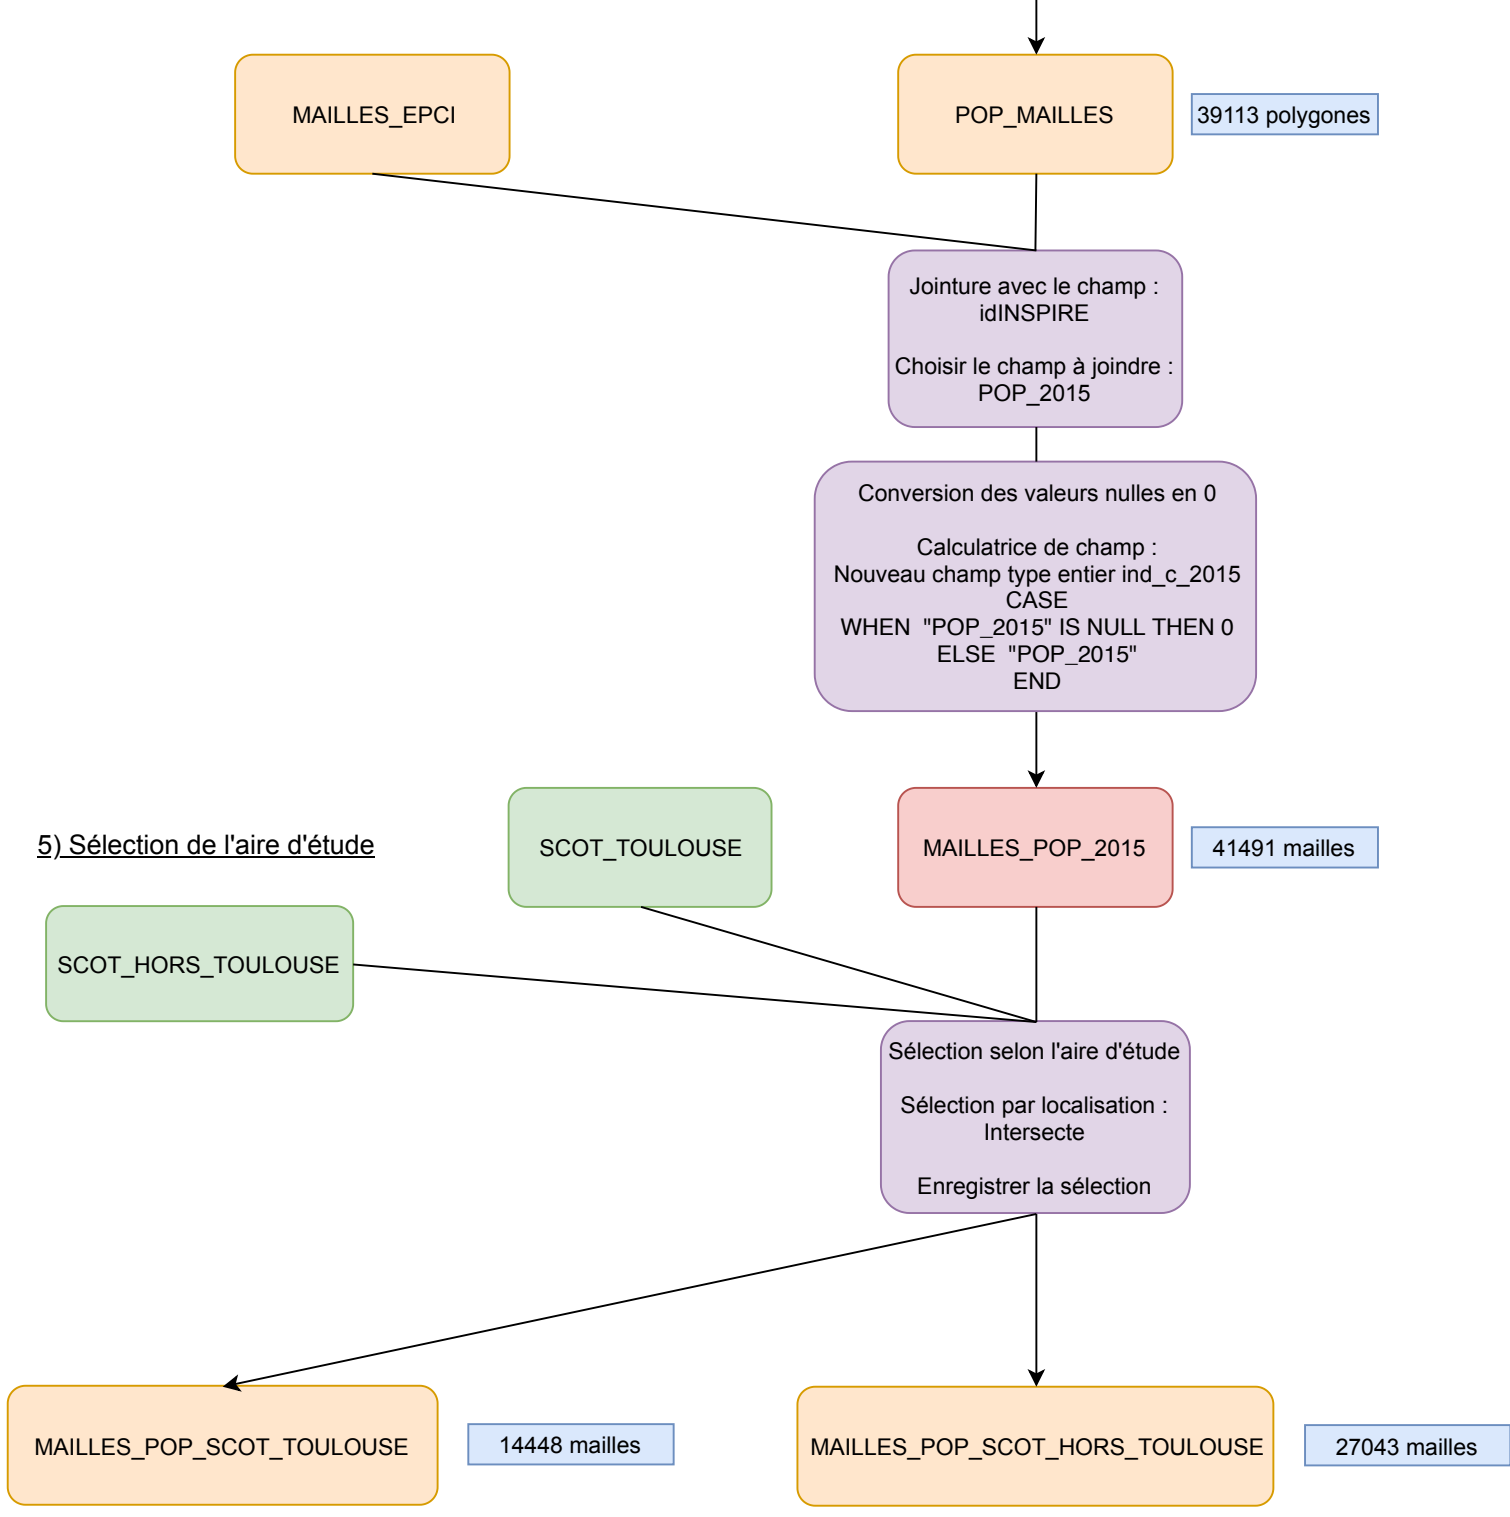 MAILLES_EPCI
POP_MAILLES
39113 polygones
Jointure avec le champ :
idINSPIRE
Choisir le champ à joindre :
POP_2015
Conversion des valeurs nulles en 0
Calculatrice de champ :
Nouveau champ type entier ind_c_2015
CASE
WHEN "POP_2015" IS NULL THEN 0
ELSE "POP_2015"
END
5) Sélection de l'aire d'étude
SCOT_TOULOUSE
MAILLES_POP_2015
41491 mailles
SCOT_HORS_TOULOUSE
Sélection selon l'aire d'étude
Sélection par localisation :
Intersecte
Enregistrer la sélection
MAILLES_POP_SCOT_TOULOUSE
14448 mailles
MAILLES_POP_SCOT_HORS_TOULOUSE
27043 mailles